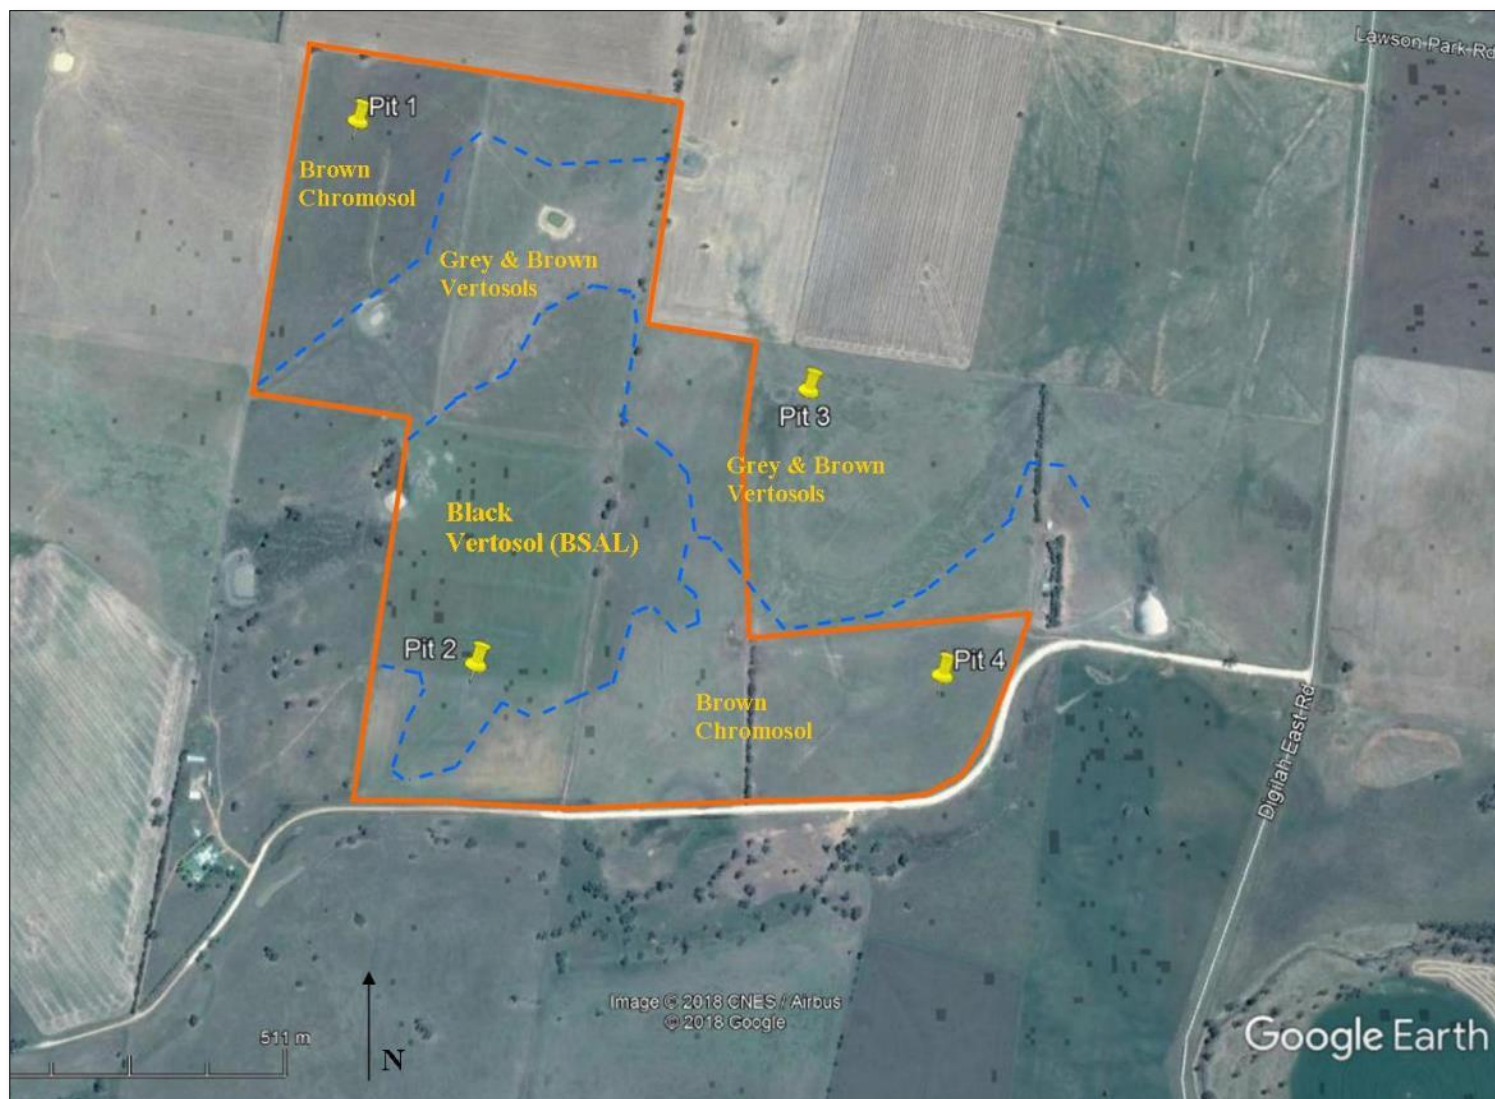 Lawson Park Rd
Pit 1
Brown
Chromosol
Grey & Brown
Vertosols
Pit 3
Grey & Brown
Vertosols
Black
Vertosol (BSAL)
Pit 2
Pit 4
Brown
Chromosol
Digilah East Rd
Image © 2018 CNES / Airbus
© 2018 Google
511 m
N
Google Earth